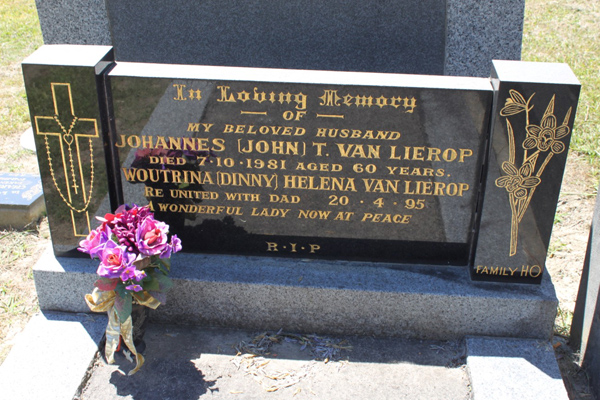 In Loving Memory
OF
MY BELOVED HUSBAND
JOHANNES (JOHN) T. VAN LIEROP
DIED 7·10·1981 AGED 60 YEARS.
WOUTRINA (DINNY) HELENA VAN LIEROP
RE UNITED WITH DAD 20·4·95
A WONDERFUL LADY NOW AT PEACE
R·I·P
FAMILY HO